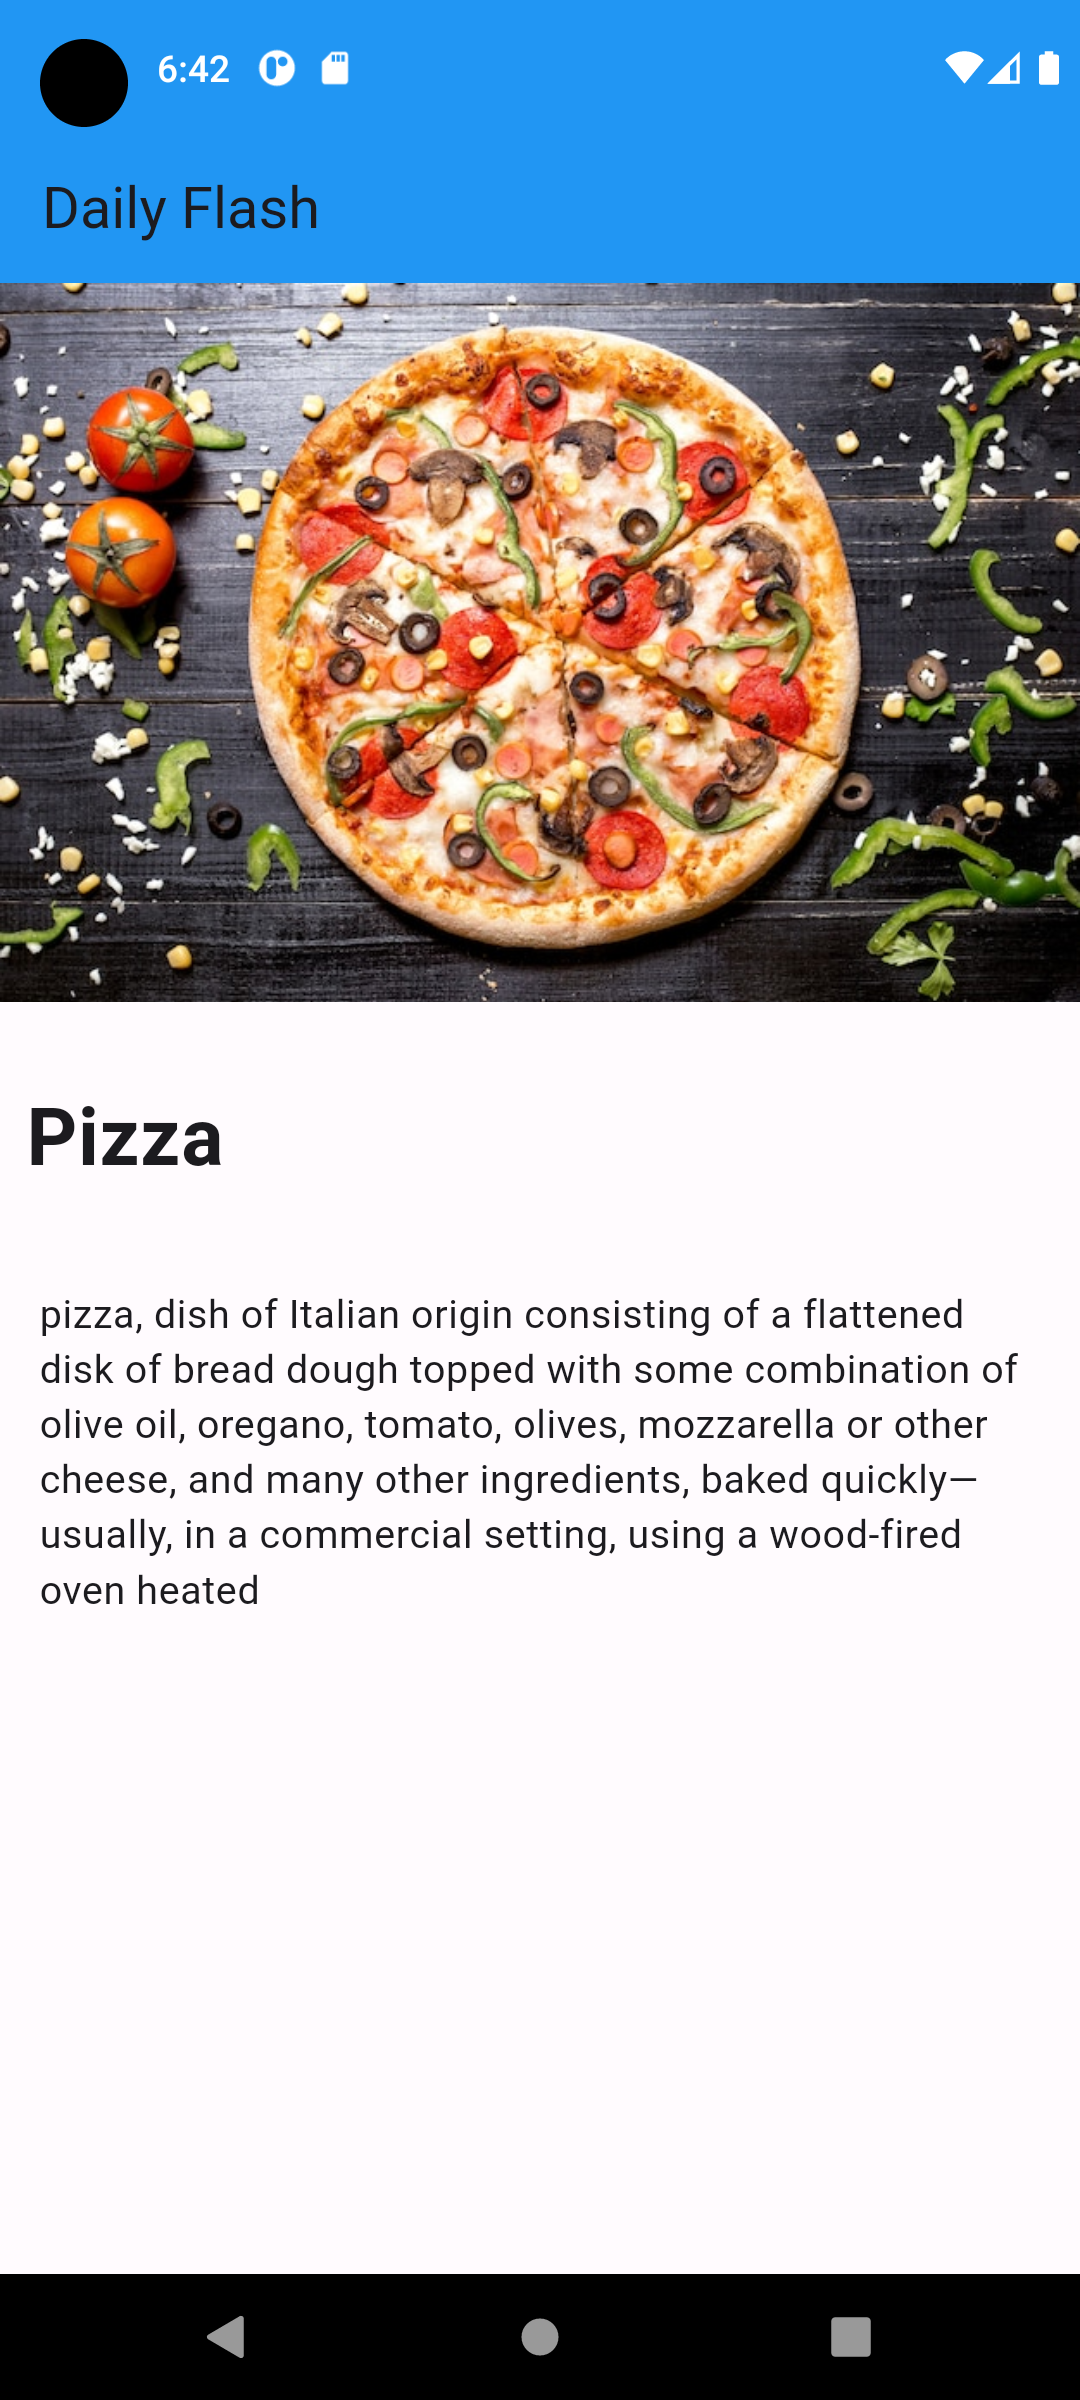 6:42
Daily Flash
Pizza
pizza, dish of Italian origin consisting of a flattened
disk of bread dough topped with some combination of
olive oil, oregano, tomato, olives, mozzarella or other
cheese, and many other ingredients, baked quickly—
usually, in a commercial setting, using a wood-fired
oven heated